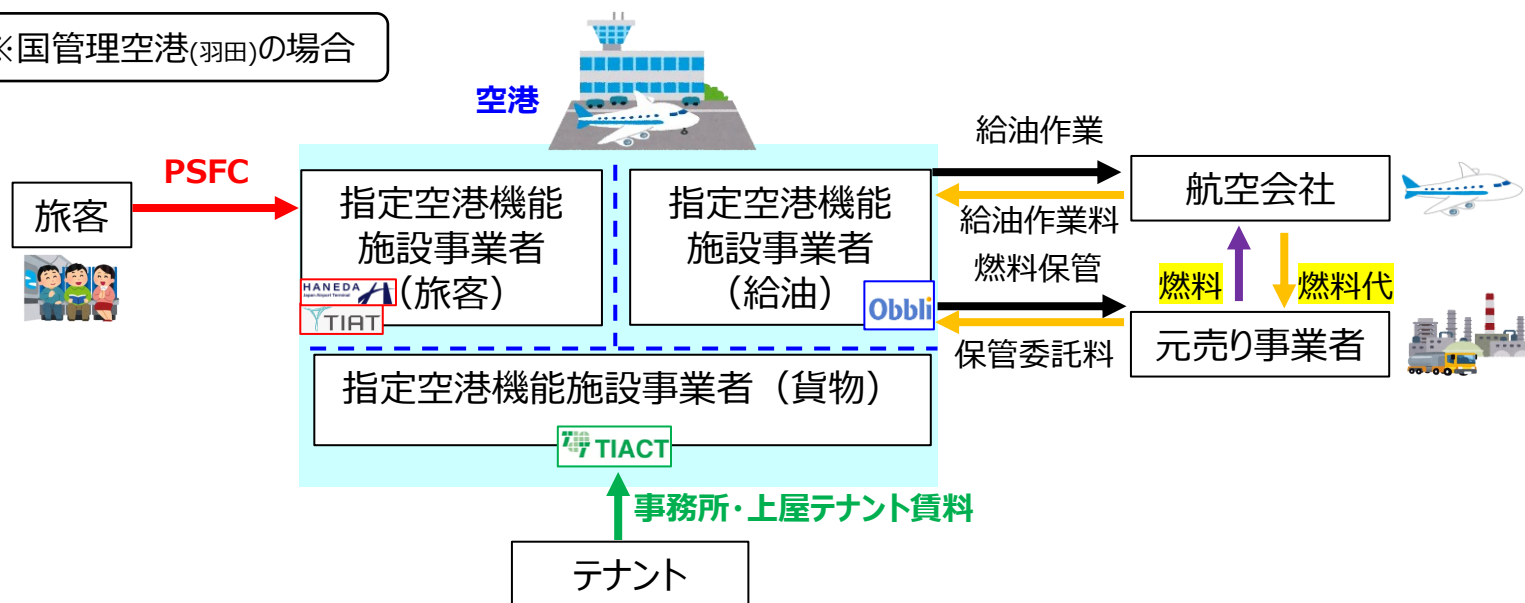 ※国管理空港(羽田)の場合
空港
PSFC
旅客
指定空港機能
施設事業者
（旅客）
HANEDA
Japan Airport Terminal
TIAT
指定空港機能
施設事業者
（給油）
Obbli
給油作業
航空会社
給油作業料
燃料保管
燃料
燃料代
保管委託料
元売り事業者
指定空港機能施設事業者（貨物）
TIACT
事務所・上屋テナント賃料
テナント